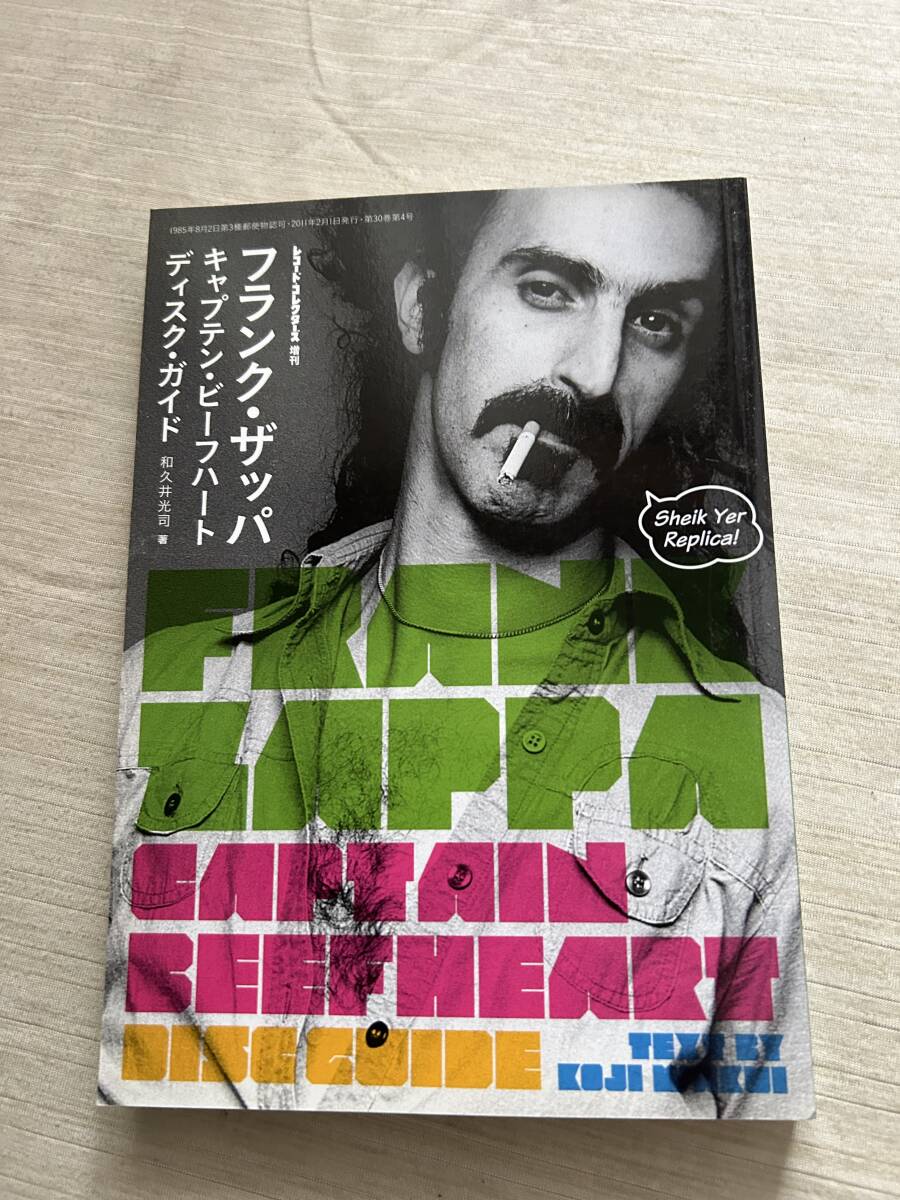 1985年8月2日第3種郵便物認可・2011年2月1日発行・第30巻第4号
レコード・コレクターズ 増刊
フランク・ザッパ
キャプテン・ビーフハート
ディスク・ガイド
和久井光司 著
Sheik Yer
Replica!
FRANK
ZAPPA
CAPTAIN
BEEFHEART
DISC GUIDE
TEXT BY
KOJI WAKUI